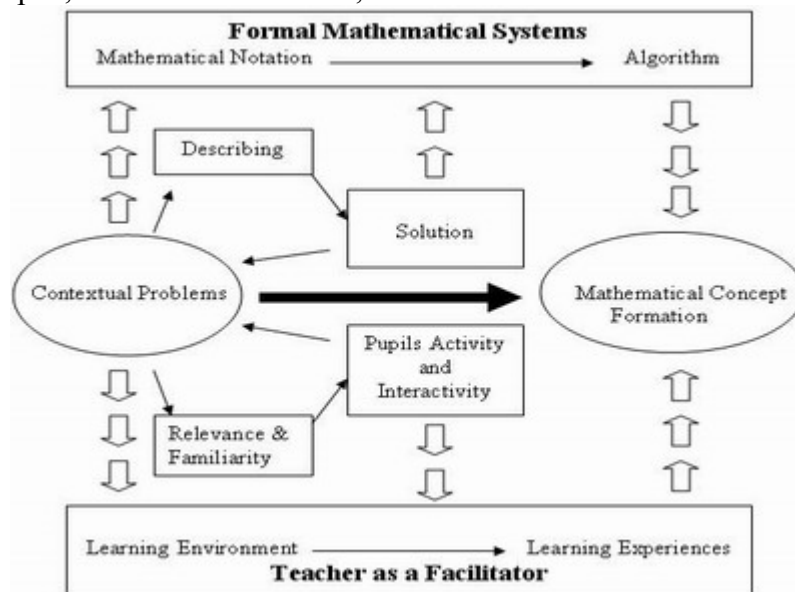 Formal Mathematical Systems
Mathematical Notation
Algorithm
Describing
Solution
Contextual Problems
Mathematical Concept
Formation
Pupils Activity
and
Interactivity
Relevance &
Familiarity
Learning Environment
Learning Experiences
Teacher as a Facilitator